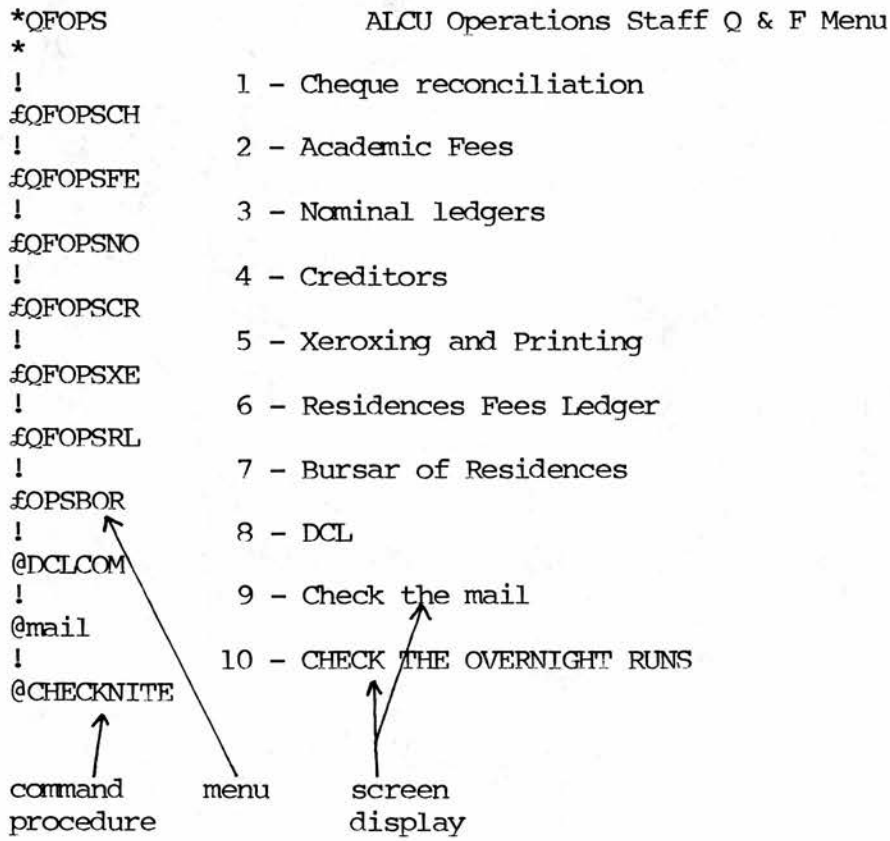 *QFOPS ALCU Operations Staff Q & F Menu
*
! 1 - Cheque reconciliation
£QFOPSCH
! 2 - Academic Fees
£QFOPSFE
! 3 - Nominal ledgers
£QFOPSNO
! 4 - Creditors
£QFOPSCR
! 5 - Xeroxing and Printing
£QFOPSXE
! 6 - Residences Fees Ledger
£QFOPSRL
! 7 - Bursar of Residences
£OPSBOR
! 8 - DCL
@DCLCOM
! 9 - Check the mail
@mail
! 10 - CHECK THE OVERNIGHT RUNS
@CHECKNITE
command menu screen
procedure display